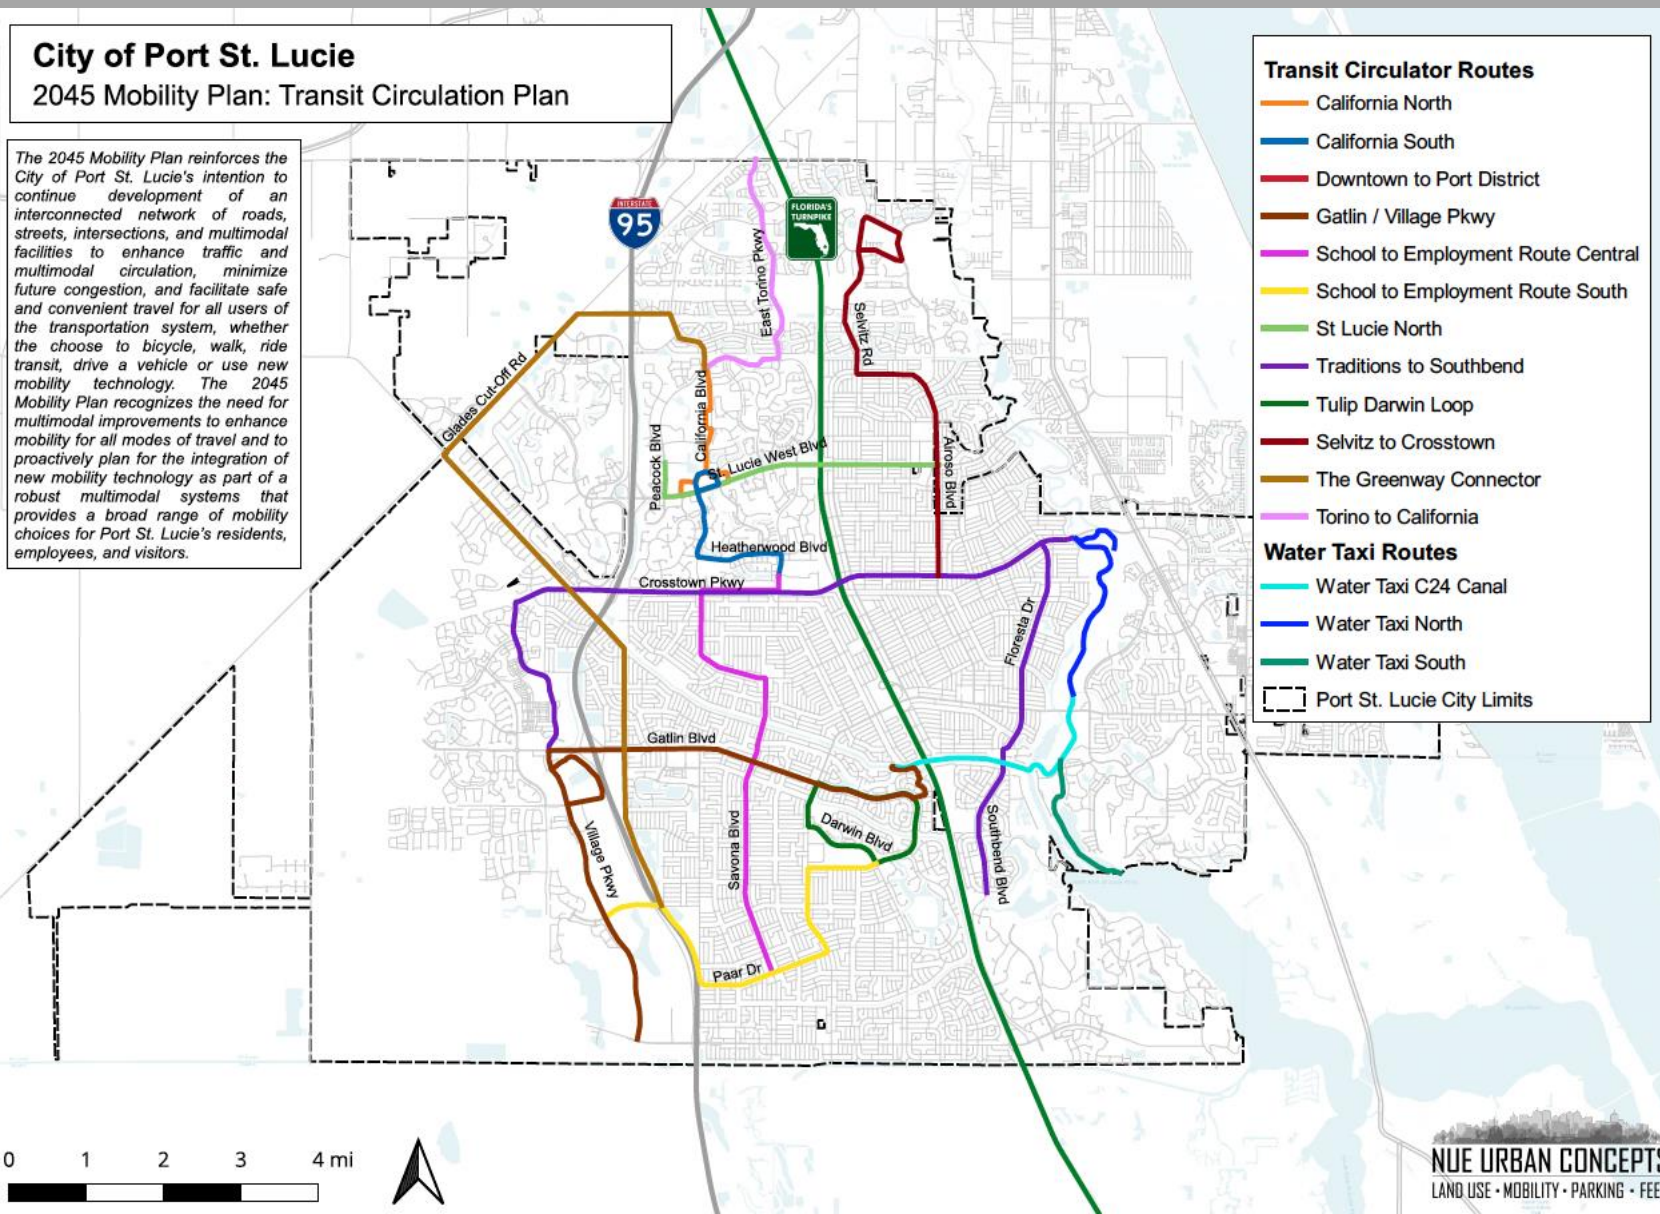 City of Port St. Lucie
2045 Mobility Plan: Transit Circulation Plan
The 2045 Mobility Plan reinforces the
City of Port St. Lucie's intention to
continue development of an
interconnected network of roads,
streets, intersections, and multimodal
facilities to enhance traffic and
multimodal circulation, minimize
future congestion, and facilitate safe
and convenient travel for all users of
the transportation system, whether
the choose to bicycle, walk, ride
transit, drive a vehicle or use new
mobility technology. The 2045
Mobility Plan recognizes the need for
multimodal improvements to enhance
mobility for all modes of travel and to
proactively plan for the integration of
new mobility technology as part of a
robust multimodal systems that
provides a broad range of mobility
choices for Port St. Lucie's residents,
employees, and visitors.
INTERSTATE
95
FLORIDA'S
TURNPIKE
East Torino Pkwy
Selvitz Rd
Glades Cut-Off Rd
California Blvd
Peacock Blvd
St. Lucie West Blvd
Airoso Blvd
Heatherwood Blvd
Crosstown Pkwy
Floresta Dr
Gatlin Blvd
Village Pkwy
Savona Blvd
Darwin Blvd
Southbend Blvd
Paar Dr
Transit Circulator Routes
California North
California South
Downtown to Port District
Gatlin / Village Pkwy
School to Employment Route Central
School to Employment Route South
St Lucie North
Traditions to Southbend
Tulip Darwin Loop
Selvitz to Crosstown
The Greenway Connector
Torino to California
Water Taxi Routes
Water Taxi C24 Canal
Water Taxi North
Water Taxi South
Port St. Lucie City Limits
0 1 2 3 4 mi
NUE URBAN CONCEPTS
LAND USE • MOBILITY • PARKING • FEE